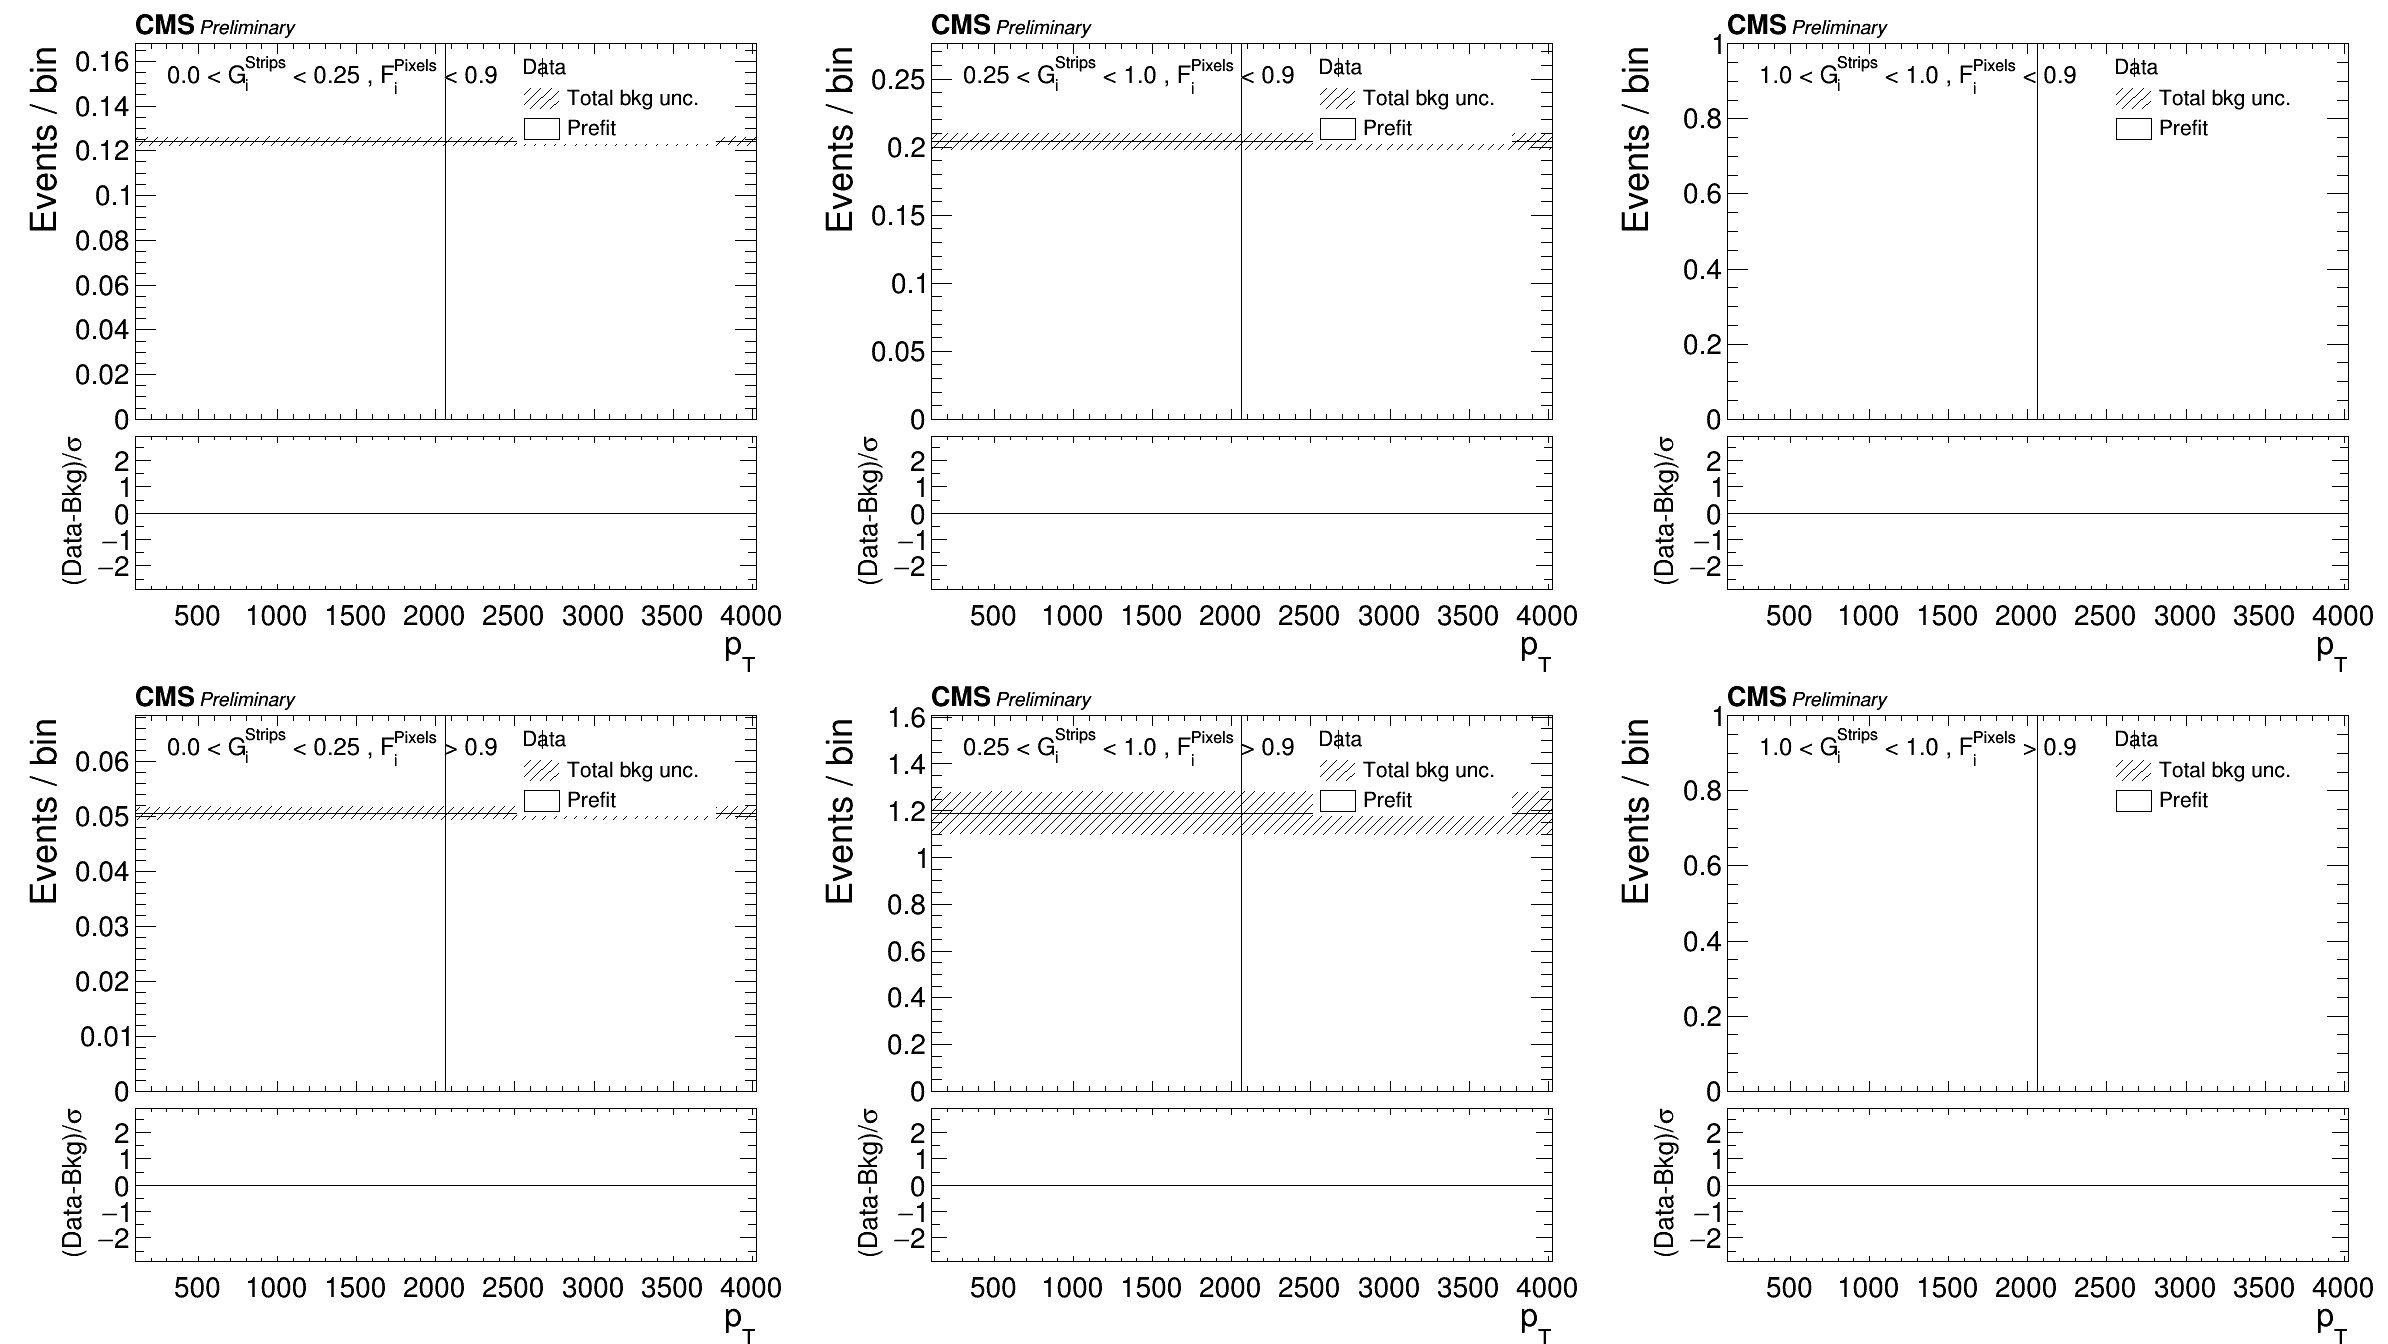 CMS Preliminary
Events / bin
0.16
0.14
0.12
0.1
0.08
0.06
0.04
0.02
0
0.0 < G_i^Strips < 0.25 , F_i^Pixels < 0.9
Data
Total bkg unc.
Prefit
(Data-Bkg)/σ
2
1
0
−1
−2
500 1000 1500 2000 2500 3000 3500 4000
p_T
CMS Preliminary
Events / bin
0.25
0.2
0.15
0.1
0.05
0
0.25 < G_i^Strips < 1.0 , F_i^Pixels < 0.9
Data
Total bkg unc.
Prefit
(Data-Bkg)/σ
2
1
0
−1
−2
500 1000 1500 2000 2500 3000 3500 4000
p_T
CMS Preliminary
Events / bin
1
0.8
0.6
0.4
0.2
0
1.0 < G_i^Strips < 1.0 , F_i^Pixels < 0.9
Data
Total bkg unc.
Prefit
(Data-Bkg)/σ
2
1
0
−1
−2
500 1000 1500 2000 2500 3000 3500 4000
p_T
CMS Preliminary
Events / bin
0.06
0.05
0.04
0.03
0.02
0.01
0
0.0 < G_i^Strips < 0.25 , F_i^Pixels > 0.9
Data
Total bkg unc.
Prefit
(Data-Bkg)/σ
2
1
0
−1
−2
500 1000 1500 2000 2500 3000 3500 4000
p_T
CMS Preliminary
Events / bin
1.6
1.4
1.2
1
0.8
0.6
0.4
0.2
0
0.25 < G_i^Strips < 1.0 , F_i^Pixels > 0.9
Data
Total bkg unc.
Prefit
(Data-Bkg)/σ
2
1
0
−1
−2
500 1000 1500 2000 2500 3000 3500 4000
p_T
CMS Preliminary
Events / bin
1
0.8
0.6
0.4
0.2
0
1.0 < G_i^Strips < 1.0 , F_i^Pixels > 0.9
Data
Total bkg unc.
Prefit
(Data-Bkg)/σ
2
1
0
−1
−2
500 1000 1500 2000 2500 3000 3500 4000
p_T